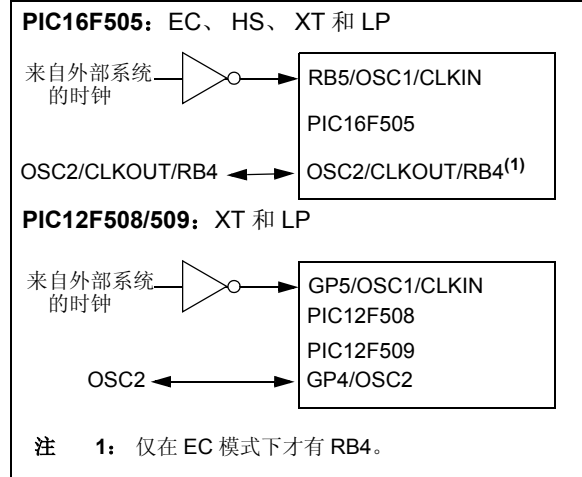 PIC16F505：EC、 HS、 XT 和 LP
来自外部系统
的时钟
RB5/OSC1/CLKIN
PIC16F505
OSC2/CLKOUT/RB4
OSC2/CLKOUT/RB4(1)
PIC12F508/509：XT 和 LP
来自外部系统
的时钟
GP5/OSC1/CLKIN
PIC12F508
PIC12F509
OSC2
GP4/OSC2
注 1： 仅在 EC 模式下才有 RB4。